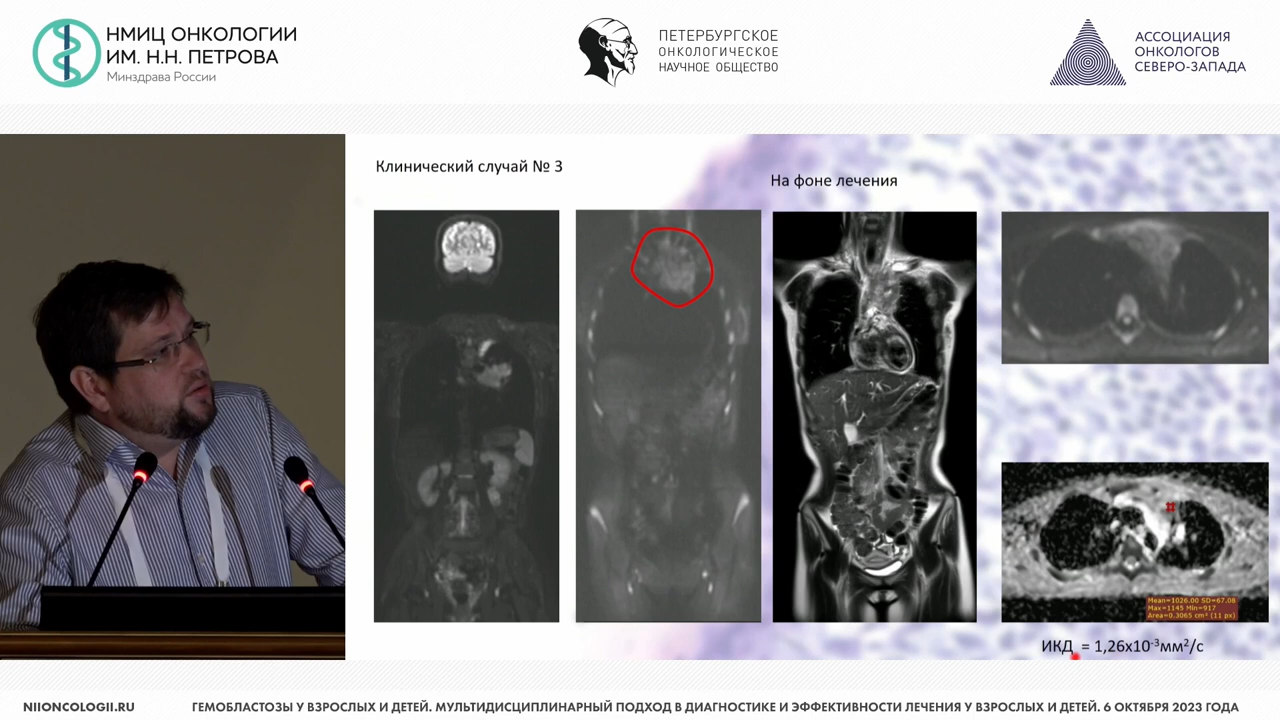 НМИЦ ОНКОЛОГИИ
ИМ. Н.Н. ПЕТРОВА
Минздрава России
ПЕТЕРБУРГСКОЕ
ОНКОЛОГИЧЕСКОЕ
НАУЧНОЕ ОБЩЕСТВО
АССОЦИАЦИЯ
ОНКОЛОГОВ
СЕВЕРО-ЗАПАДА
Клинический случай № 3
На фоне лечения
Mean=1026.00 SD=67.08
Max=1145 Min=917
Area=0.3065 cm² (11 px)
ИКД = 1,26х10⁻³мм²/с
NIIONCOLOGII.RU
ГЕМОБЛАСТОЗЫ У ВЗРОСЛЫХ И ДЕТЕЙ. МУЛЬТИДИСЦИПЛИНАРНЫЙ ПОДХОД В ДИАГНОСТИКЕ И ЭФФЕКТИВНОСТИ ЛЕЧЕНИЯ У ВЗРОСЛЫХ И ДЕТЕЙ. 6 ОКТЯБРЯ 2023 ГОДА